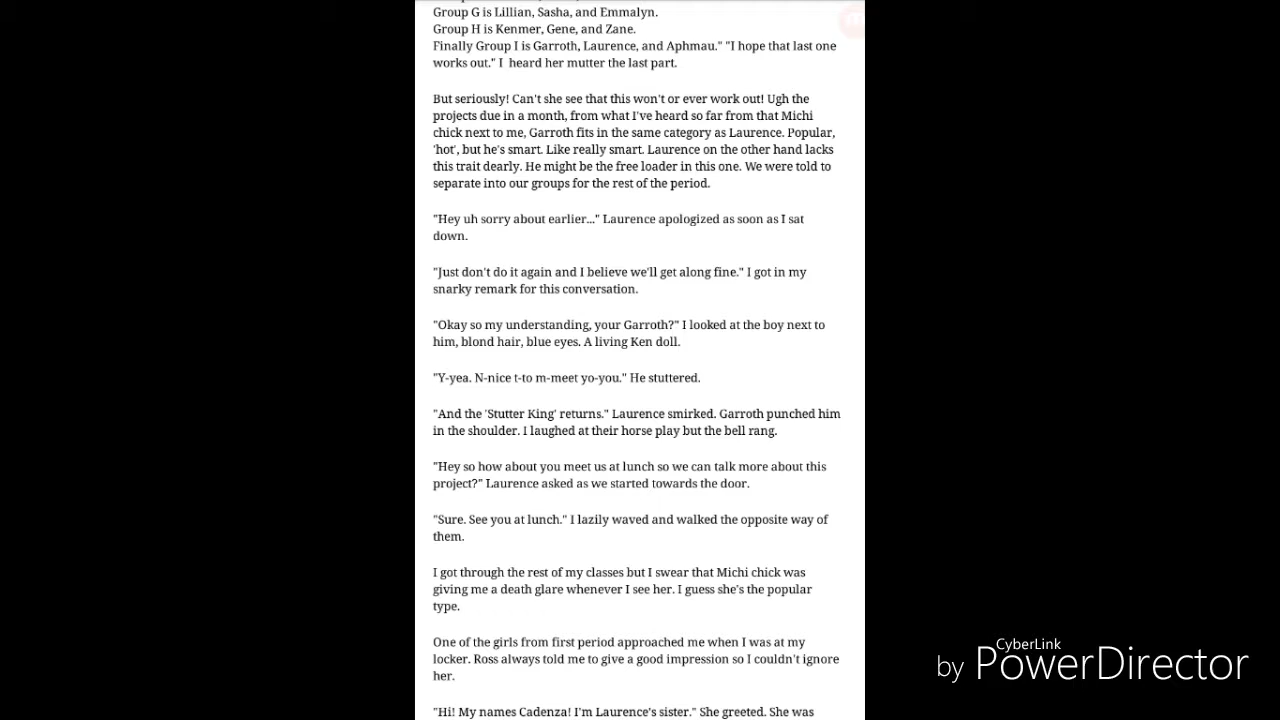 Group G is Lillian, Sasha, and Emmalyn.
Group H is Kenmer, Gene, and Zane.
Finally Group I is Garroth, Laurence, and Aphmau." "I hope that last one
works out." I heard her mutter the last part.
But seriously! Can't she see that this won't or ever work out! Ugh the
projects due in a month, from what I've heard so far from that Michi
chick next to me, Garroth fits in the same category as Laurence. Popular,
'hot', but he's smart. Like really smart. Laurence on the other hand lacks
this trait dearly. He might be the free loader in this one. We were told to
separate into our groups for the rest of the period.
"Hey uh sorry about earlier..." Laurence apologized as soon as I sat
down.
"Just don't do it again and I believe we'll get along fine." I got in my
snarky remark for this conversation.
"Okay so my understanding, your Garroth?" I looked at the boy next to
him, blond hair, blue eyes. A living Ken doll.
"Y-yea. N-nice t-to m-meet yo-you." He stuttered.
"And the 'Stutter King' returns." Laurence smirked. Garroth punched him
in the shoulder. I laughed at their horse play but the bell rang.
"Hey so how about you meet us at lunch so we can talk more about this
project?" Laurence asked as we started towards the door.
"Sure. See you at lunch." I lazily waved and walked the opposite way of
them.
I got through the rest of my classes but I swear that Michi chick was
giving me a death glare whenever I see her. I guess she's the popular
type.
One of the girls from first period approached me when I was at my
locker. Ross always told me to give a good impression so I couldn't ignore
her.
"Hi! My names Cadenza! I'm Laurence's sister." She greeted. She was
CyberLink
by PowerDirector